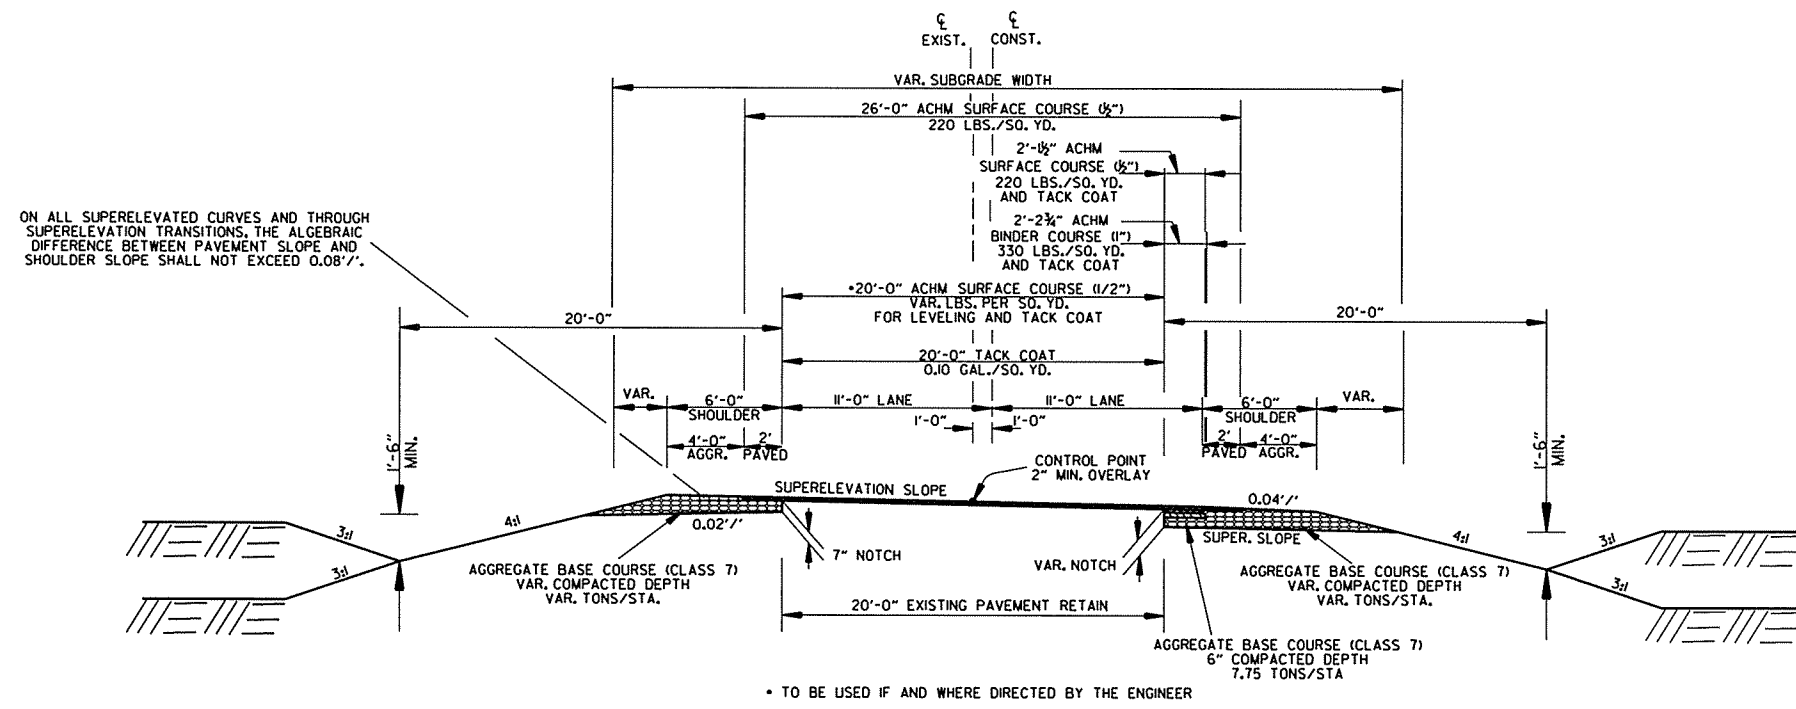 ℄ ℄
EXIST. CONST.
VAR. SUBGRADE WIDTH
26'-0" ACHM SURFACE COURSE (½")
220 LBS./SQ. YD.
2'-1½" ACHM
SURFACE COURSE (½")
220 LBS./SQ. YD.
AND TACK COAT
2'-2¾" ACHM
BINDER COURSE (1")
330 LBS./SQ. YD.
AND TACK COAT
ON ALL SUPERELEVATED CURVES AND THROUGH
SUPERELEVATION TRANSITIONS, THE ALGEBRAIC
DIFFERENCE BETWEEN PAVEMENT SLOPE AND
SHOULDER SLOPE SHALL NOT EXCEED 0.08'/'.
•20'-0" ACHM SURFACE COURSE (1/2")
VAR. LBS. PER SQ. YD.
FOR LEVELING AND TACK COAT
20'-0" 20'-0"
20'-0" TACK COAT
0.10 GAL./SQ. YD.
VAR. 6'-0" 11'-0" LANE 11'-0" LANE 6'-0" VAR.
SHOULDER SHOULDER
1'-0" 1'-0"
4'-0" 2' 2' 4'-0"
AGGR. PAVED PAVED AGGR.
1'-6"
MIN.
1'-6"
MIN.
CONTROL POINT
2" MIN. OVERLAY
SUPERELEVATION SLOPE
0.04'/'
3:1 4:1 0.02'/' SUPER. SLOPE 4:1 3:1
7" NOTCH
VAR. NOTCH
3:1 3:1
AGGREGATE BASE COURSE (CLASS 7)
VAR. COMPACTED DEPTH
VAR. TONS/STA.
AGGREGATE BASE COURSE (CLASS 7)
VAR. COMPACTED DEPTH
VAR. TONS/STA.
20'-0" EXISTING PAVEMENT RETAIN
AGGREGATE BASE COURSE (CLASS 7)
6" COMPACTED DEPTH
7.75 TONS/STA
• TO BE USED IF AND WHERE DIRECTED BY THE ENGINEER